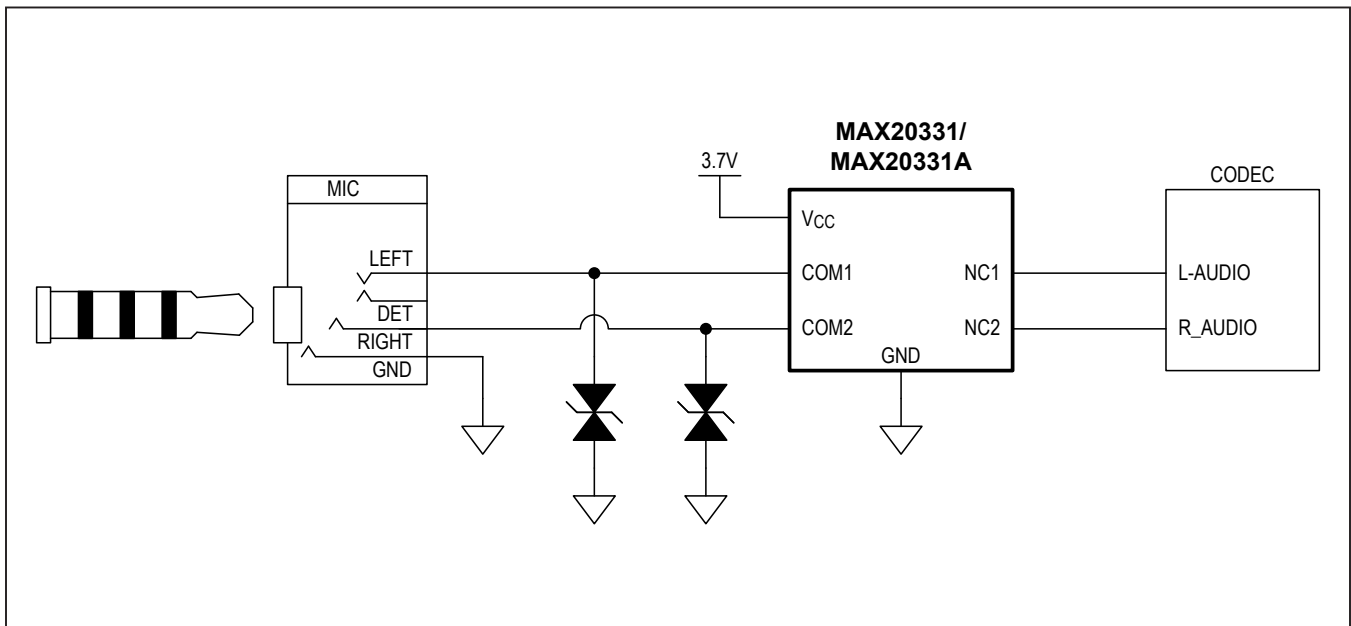 MAX20331/
MAX20331A
3.7V
CODEC
MIC
VCC
LEFT
COM1
NC1
L-AUDIO
DET
COM2
NC2
R_AUDIO
RIGHT
GND
GND